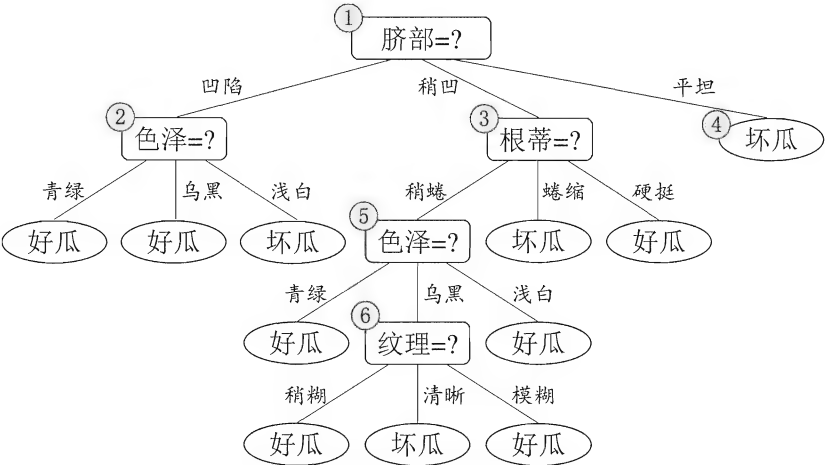 ① 脐部=?
凹陷 稍凹 平坦
② 色泽=? ③ 根蒂=? ④ 坏瓜
青绿 乌黑 浅白 稍蜷 蜷缩 硬挺
好瓜 好瓜 坏瓜 ⑤ 色泽=? 坏瓜 好瓜
青绿 乌黑 浅白
好瓜 ⑥ 纹理=? 好瓜
稍糊 清晰 模糊
好瓜 坏瓜 好瓜